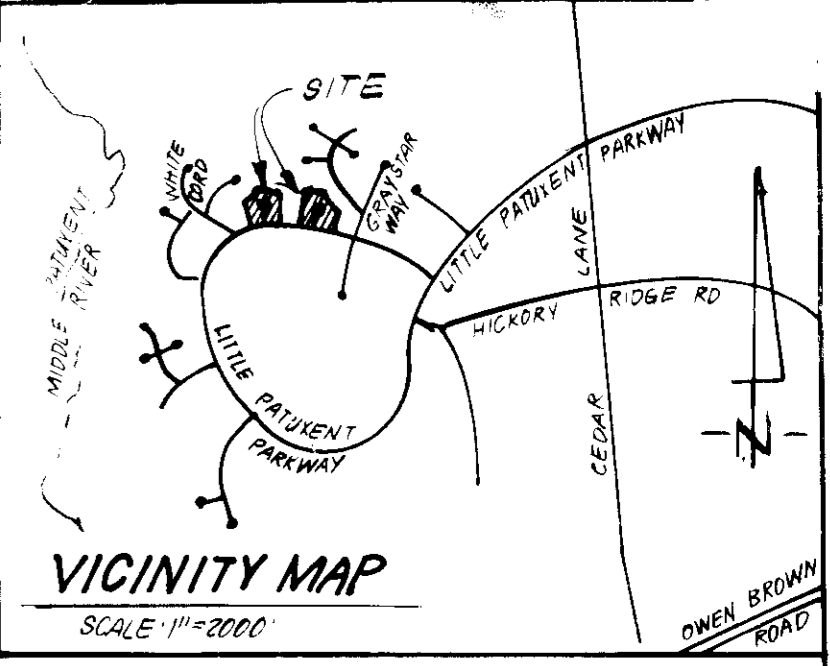 SITE
WHITE
CORD
GRAYSTAR
WAY
LITTLE PATUXENT PARKWAY
MIDDLE PATUXENT
RIVER
CEDAR LANE
HICKORY RIDGE RD
LITTLE PATUXENT
PARKWAY
-N-
VICINITY MAP
SCALE 1"=2000'
OWEN BROWN
ROAD